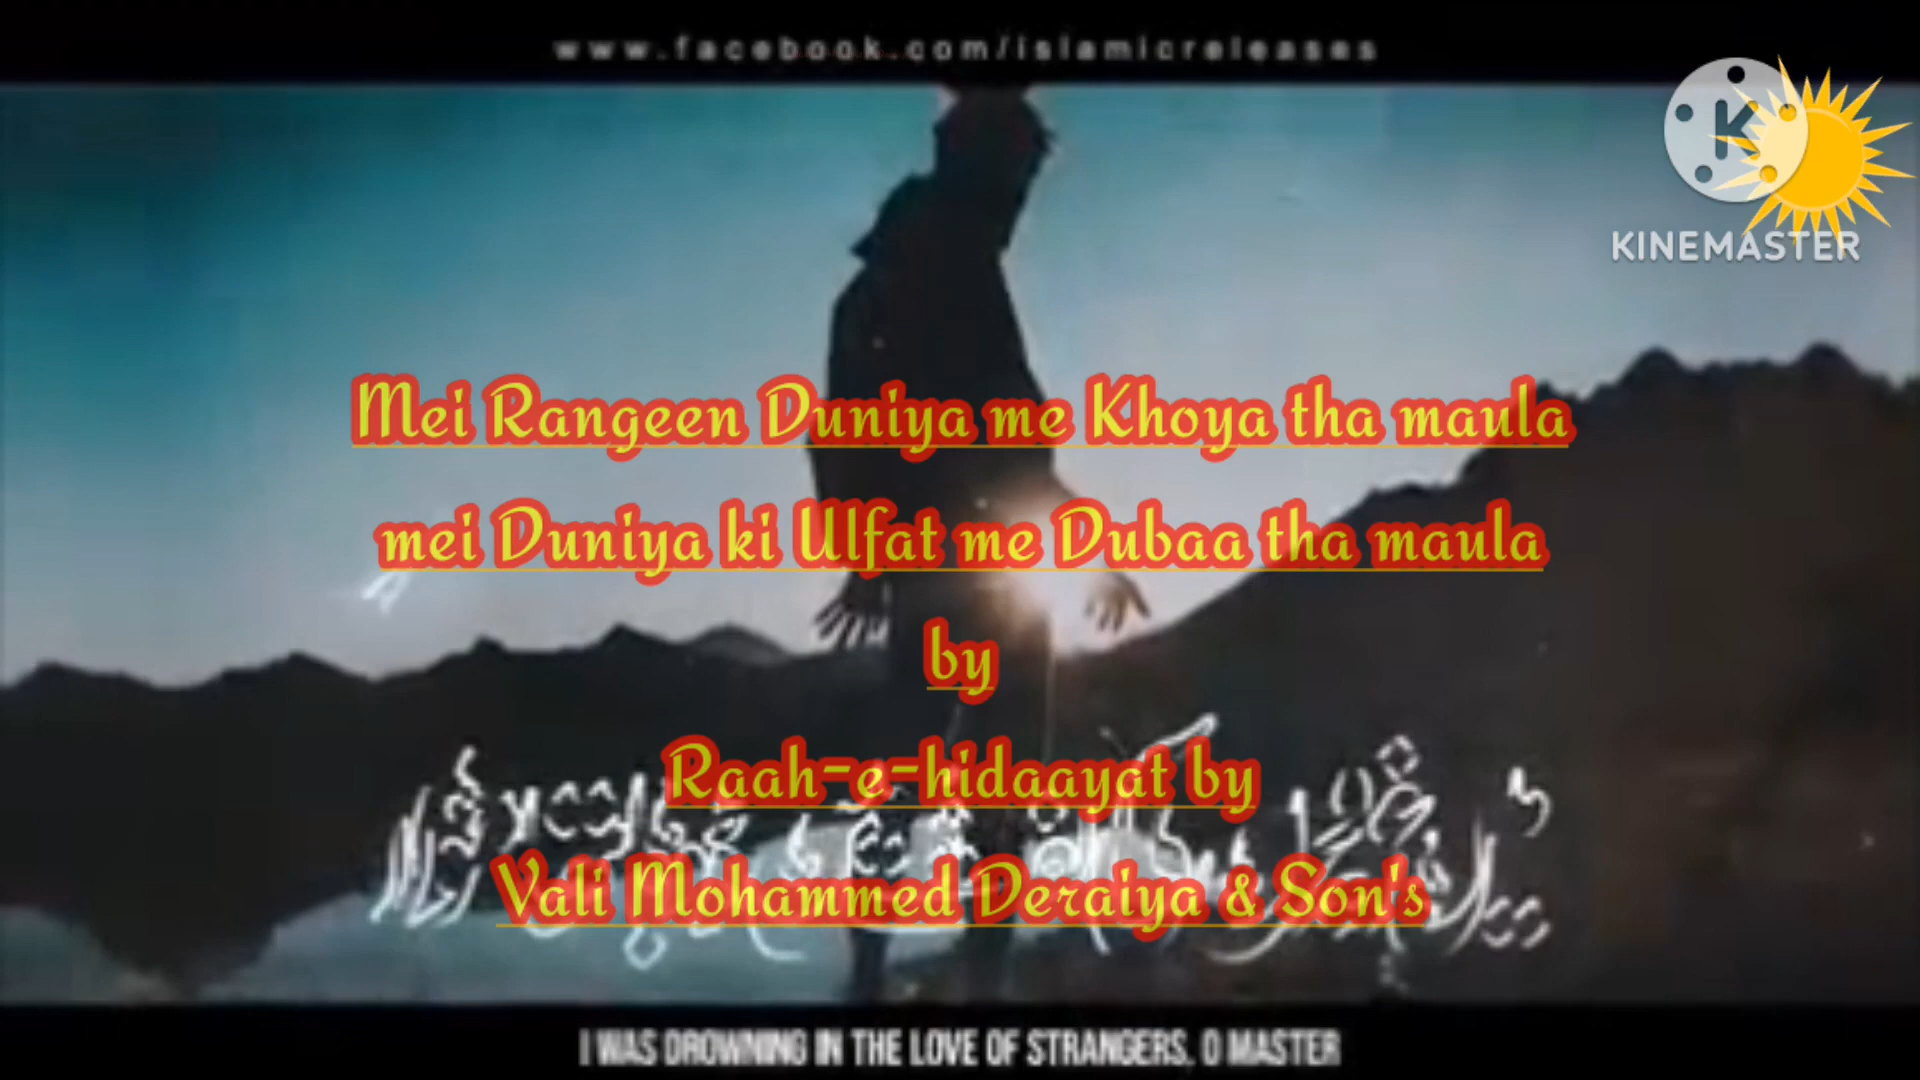 www.facebook.com/islamicreleases
KINEMASTER
Mei Rangeen Duniya me Khoya tha maula
mei Duniya ki Ulfat me Dubaa tha maula
by
Raah-e-hidaayat by
Vali Mohammed Deraiya & Son's
I WAS DROWNING IN THE LOVE OF STRANGERS, O MASTER